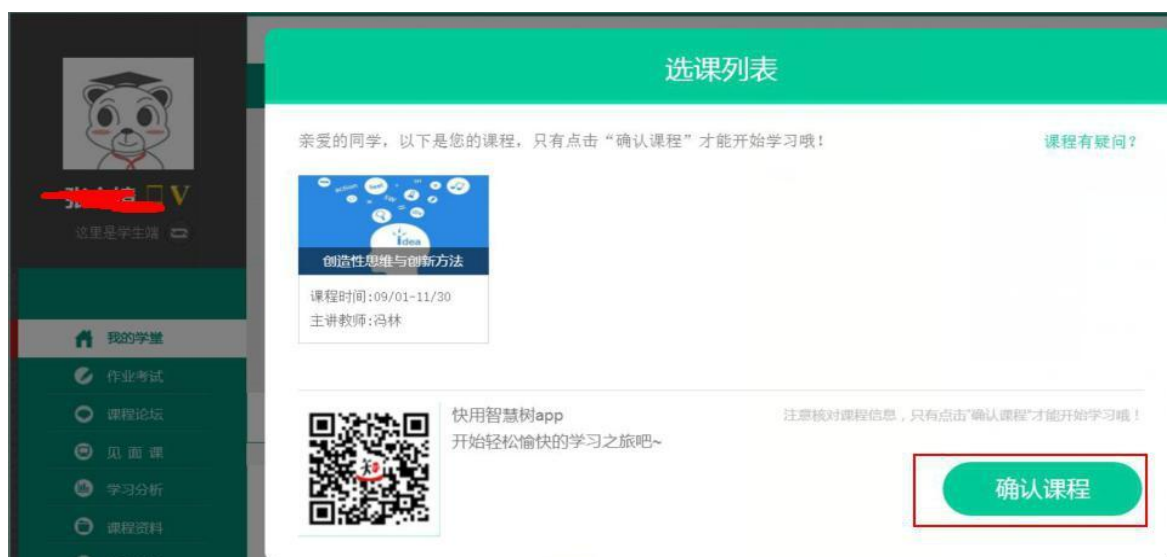 选课列表
亲爱的同学，以下是您的课程，只有点击“确认课程”才能开始学习哦！
课程有疑问？
idea
创造性思维与创新方法
课程时间:09/01-11/30
主讲教师:冯林
快用智慧树app
开始轻松愉快的学习之旅吧~
注意核对课程信息，只有点击“确认课程”才能开始学习哦！
确认课程
V
这里是学生端
我的学堂
作业考试
课程论坛
见面课
学习分析
课程资料